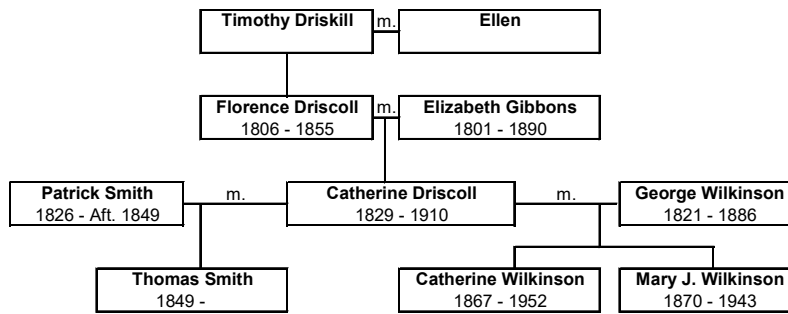 Timothy Driskill m. Ellen
Florence Driscoll m. Elizabeth Gibbons
1806 - 1855 1801 - 1890
Patrick Smith m. Catherine Driscoll m. George Wilkinson
1826 - Aft. 1849 1829 - 1910 1821 - 1886
Thomas Smith Catherine Wilkinson Mary J. Wilkinson
1849 - 1867 - 1952 1870 - 1943